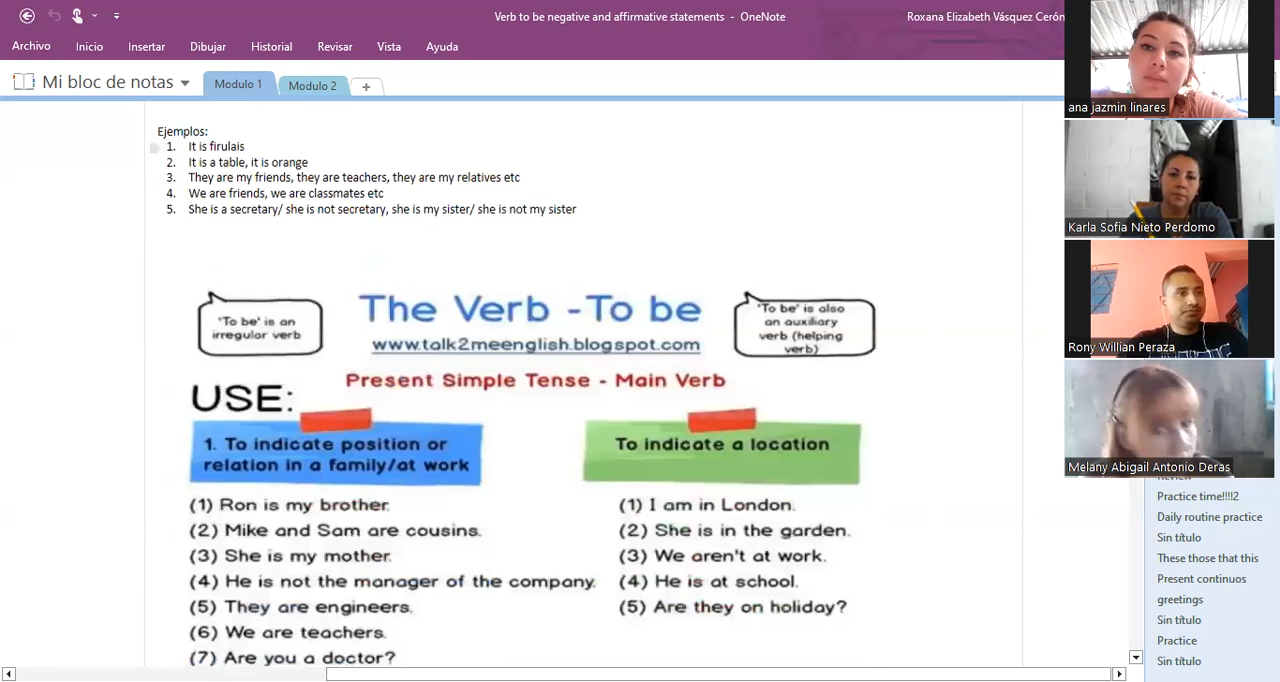 Verb to be negative and affirmative statements - OneNote
Roxana Elizabeth Vásquez Cerón
Archivo Inicio Insertar Dibujar Historial Revisar Vista Ayuda
Mi bloc de notas Modulo 1 Modulo 2 +
Ejemplos:
1. It is firulais
2. It is a table, it is orange
3. They are my friends, they are teachers, they are my relatives etc
4. We are friends, we are classmates etc
5. She is a secretary/ she is not secretary, she is my sister/ she is not my sister
'To be' is an
irregular verb
The Verb -To be
www.talk2meenglish.blogspot.com
'To be' is also
an auxiliary
verb (helping
verb)
Present Simple Tense - Main Verb
USE:
1. To indicate position or
relation in a family/at work
(1) Ron is my brother.
(2) Mike and Sam are cousins.
(3) She is my mother.
(4) He is not the manager of the company.
(5) They are engineers.
(6) We are teachers.
(7) Are you a doctor?
To indicate a location
(1) I am in London.
(2) She is in the garden.
(3) We aren't at work.
(4) He is at school.
(5) Are they on holiday?
ana jazmin linares
Karla Sofia Nieto Perdomo
Rony Willian Peraza
Melany Abigail Antonio Deras
Review
Practice time!!!!2
Daily routine practice
Sin título
These those that this
Present continuos
greetings
Sin título
Practice
Sin título